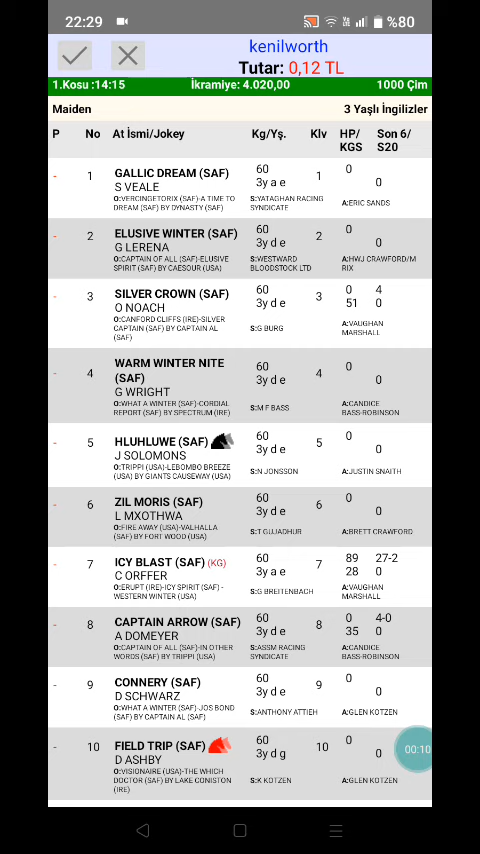 22:29 %80
kenilworth
Tutar: 0,12 TL
1.Kosu :14:15 İkramiye: 4.020,00 1000 Çim
Maiden 3 Yaşlı İngilizler
P No At İsmi/Jokey Kg/Yş. Klv HP/ KGS Son 6/ S20
- 1 GALLIC DREAM (SAF) 60 1 0
S VEALE 3y a e 0
O:VERCINGETORIX (SAF)-A TIME TO S:YATAGHAN RACING A:ERIC SANDS
DREAM (SAF) BY DYNASTY (SAF) SYNDICATE
- 2 ELUSIVE WINTER (SAF) 60 2 0
G LERENA 3y d e 0
O:CAPTAIN OF ALL (SAF)-ELUSIVE S:WESTWARD A:HWJ CRAWFORD/M
SPIRIT (SAF) BY CAESOUR (USA) BLOODSTOCK LTD RIX
- 3 SILVER CROWN (SAF) 60 3 0 4
O NOACH 3y d e 51 0
O:CANFORD CLIFFS (IRE)-SILVER A:VAUGHAN
CAPTAIN (SAF) BY CAPTAIN AL S:G BURG MARSHALL
(SAF)
- 4 WARM WINTER NITE 60 4 0
(SAF) 3y d e 0
G WRIGHT
O:WHAT A WINTER (SAF)-CORDIAL A:CANDICE
REPORT (SAF) BY SPECTRUM (IRE) S:M F BASS BASS-ROBINSON
- 5 HLUHLUWE (SAF) 60 5 0
J SOLOMONS 3y d e 0
O:TRIPPI (USA)-LEBOMBO BREEZE S:N JONSSON A:JUSTIN SNAITH
(USA) BY GIANTS CAUSEWAY (USA)
- 6 ZIL MORIS (SAF) 60 6 0
L MXOTHWA 3y d e 0
O:FIRE AWAY (USA)-VALHALLA S:T GUJADHUR A:BRETT CRAWFORD
(SAF) BY FORT WOOD (USA)
- 7 ICY BLAST (SAF) (KG) 60 7 89 27-2
C ORFFER 3y a e 28 0
O:ERUPT (IRE)-ICY SPIRIT (SAF) - S:G BREITENBACH A:VAUGHAN
WESTERN WINTER (USA) MARSHALL
- 8 CAPTAIN ARROW (SAF) 60 8 0 4-0
A DOMEYER 3y d e 35 0
O:CAPTAIN OF ALL (SAF)-IN OTHER S:ASSM RACING A:CANDICE
WORDS (SAF) BY TRIPPI (USA) SYNDICATE BASS-ROBINSON
- 9 CONNERY (SAF) 60 9 0
D SCHWARZ 3y d e 0
O:WHAT A WINTER (SAF)-JOS BOND S:ANTHONY ATTIEH A:GLEN KOTZEN
(SAF) BY CAPTAIN AL (SAF)
- 10 FIELD TRIP (SAF) 60 10 0
D ASHBY 3y d g 0
00:10
O:VISIONAIRE (USA)-THE WHICH S:K KOTZEN A:GLEN KOTZEN
DOCTOR (SAF) BY LAKE CONISTON
(IRE)